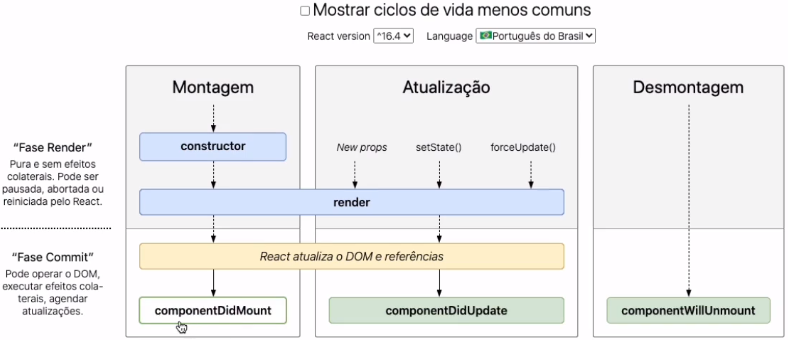 Mostrar ciclos de vida menos comuns
React version ^16.4 Language Português do Brasil
Montagem Atualização Desmontagem
“Fase Render”
Pura e sem efeitos
colaterais. Pode ser
pausada, abortada ou
reiniciada pelo React.
constructor
New props setState() forceUpdate()
render
“Fase Commit”
Pode operar o DOM,
executar efeitos cola-
terais, agendar
atualizações.
React atualiza o DOM e referências
componentDidMount componentDidUpdate componentWillUnmount